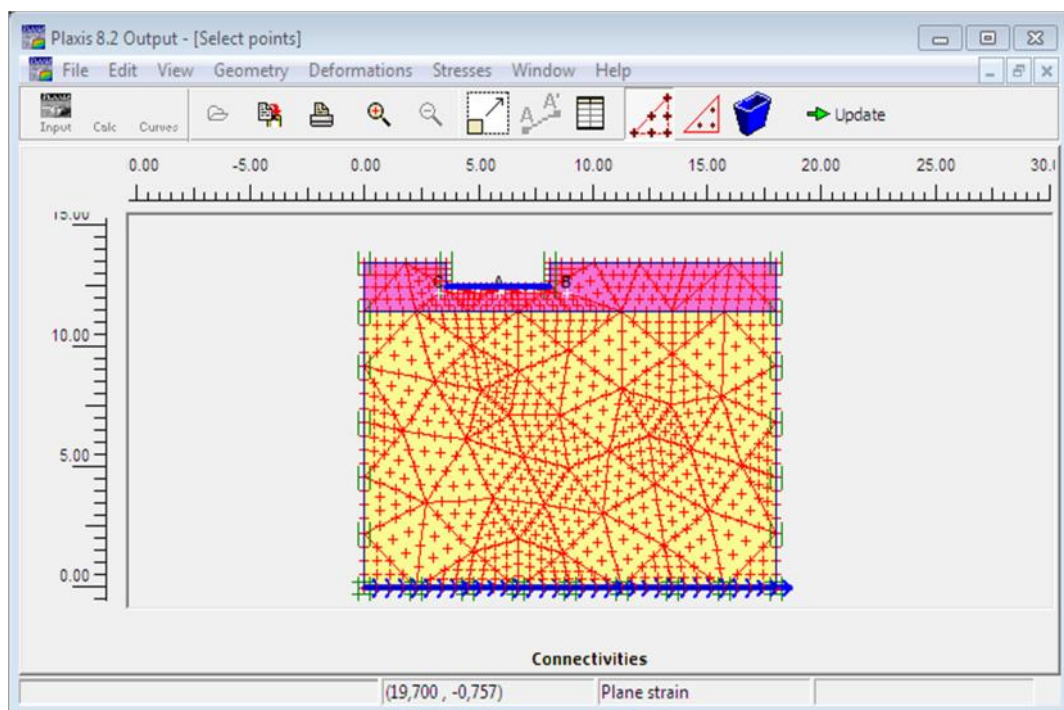 Plaxis 8.2 Output - [Select points]
File Edit View Geometry Deformations Stresses Window Help
Input Calc Curves A A' Update
0.00 -5.00 0.00 5.00 10.00 15.00 20.00 25.00 30.
15.00
C A B
10.00
5.00
0.00
Connectivities
(19,700 , -0,757) Plane strain